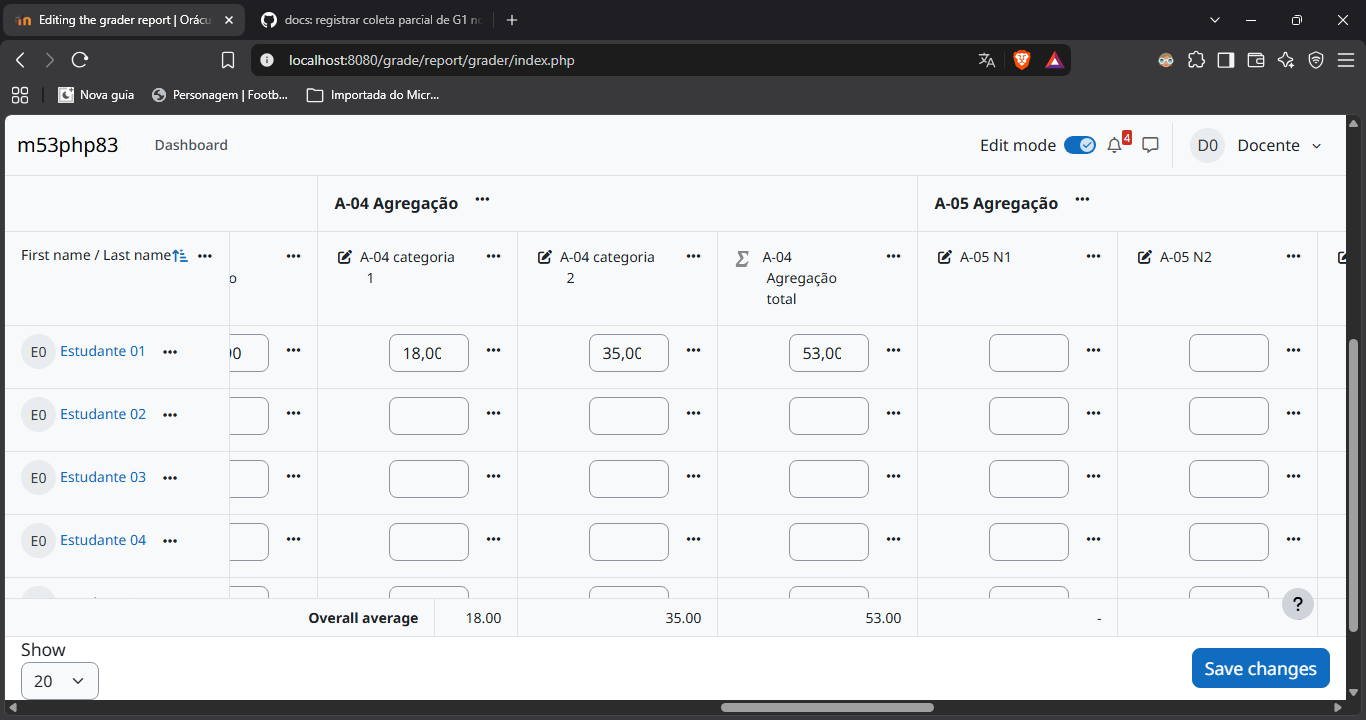 Editing the grader report | Orácu
docs: registrar coleta parcial de G1 no
localhost:8080/grade/report/grader/index.php
Nova guia
Personagem | Footb...
Importada do Micr...
m53php83
Dashboard
Edit mode
4
D0
Docente
A-04 Agregação
A-05 Agregação
First name / Last name
o
A-04 categoria
1
A-04 categoria
2
A-04
Agregação
total
A-05 N1
A-05 N2
E0 Estudante 01
18,00
35,00
53,00
E0 Estudante 02
E0 Estudante 03
E0 Estudante 04
Overall average
18.00
35.00
53.00
-
?
Show
20
Save changes